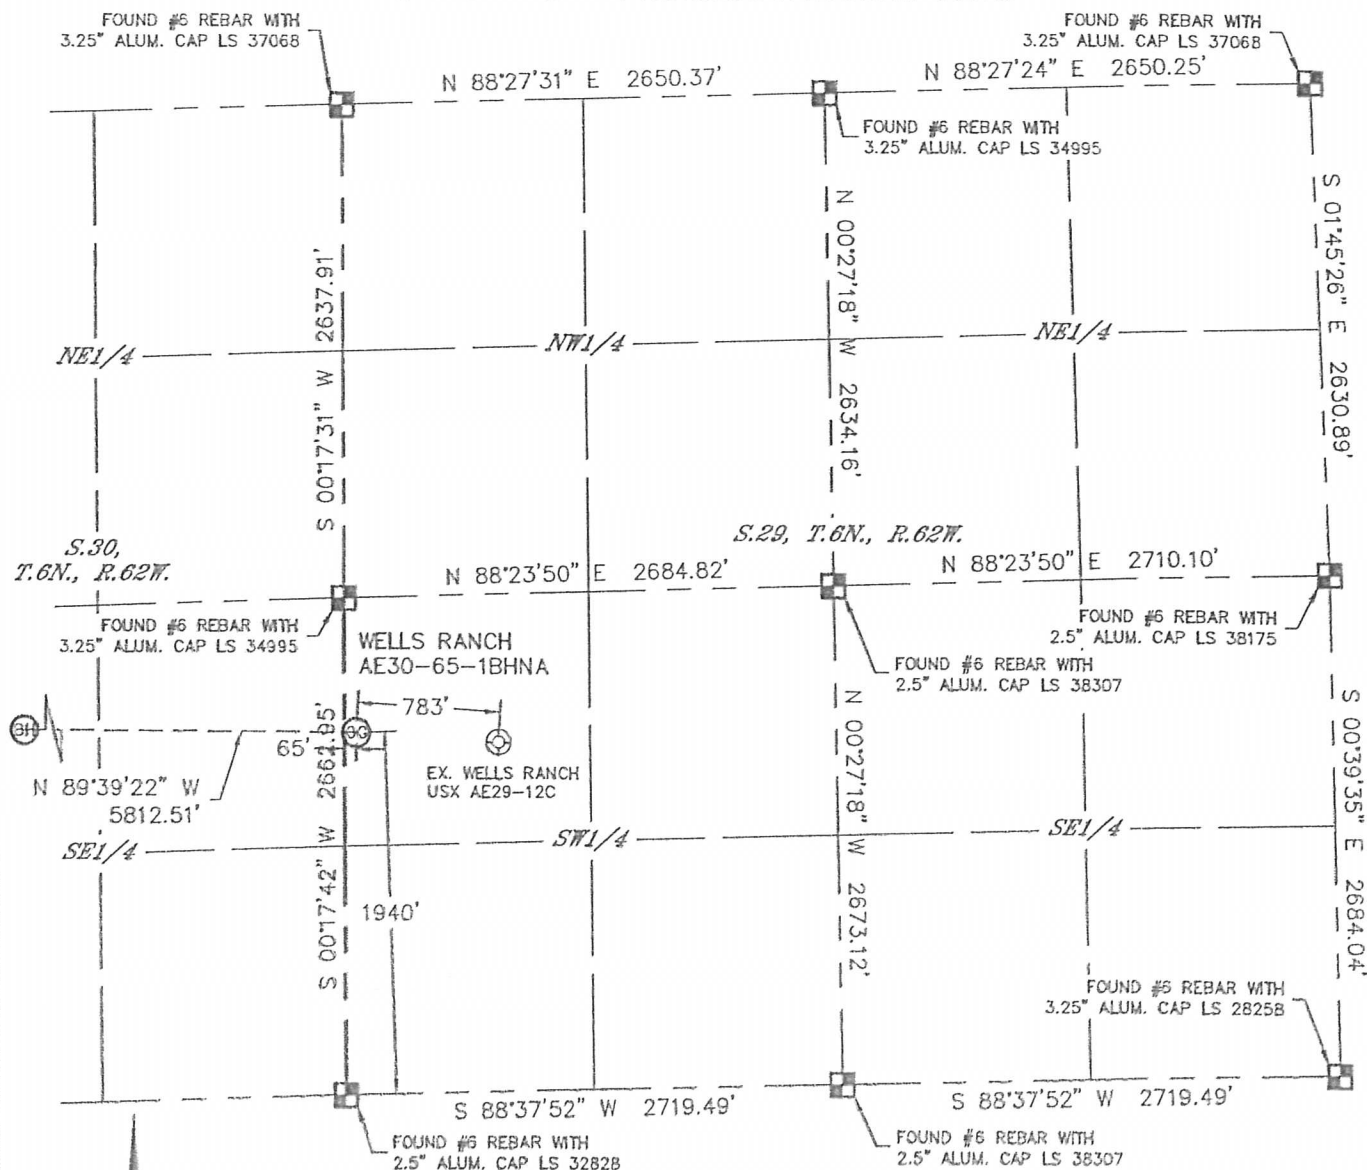 FOUND #6 REBAR WITH
3.25" ALUM. CAP LS 37068
FOUND #6 REBAR WITH
3.25" ALUM. CAP LS 37068
N 88°27'31" E 2650.37'
N 88°27'24" E 2650.25'
FOUND #6 REBAR WITH
3.25" ALUM. CAP LS 34995
S 00°17'31" W 2637.91'
N 00°27'18" W 2634.16'
S 01°45'26" E 2630.89'
NE1/4
NW1/4
NE1/4
S.30,
T.6N., R.62W.
S.29, T.6N., R.62W.
N 88°23'50" E 2684.82'
N 88°23'50" E 2710.10'
FOUND #6 REBAR WITH
3.25" ALUM. CAP LS 34995
WELLS RANCH
AE30-65-1BHNA
FOUND #6 REBAR WITH
2.5" ALUM. CAP LS 38175
FOUND #6 REBAR WITH
2.5" ALUM. CAP LS 38307
783'
BH
65'
EX. WELLS RANCH
USX AE29-12C
N 89°39'22" W
5812.51'
S 00°17'42" W 2662.95'
N 00°27'18" W 2673.12'
S 00°39'35" E 2684.04'
SE1/4
SW1/4
SE1/4
1940'
FOUND #6 REBAR WITH
3.25" ALUM. CAP LS 28258
S 88°37'52" W 2719.49'
S 88°37'52" W 2719.49'
FOUND #6 REBAR WITH
2.5" ALUM. CAP LS 32828
FOUND #6 REBAR WITH
2.5" ALUM. CAP LS 38307